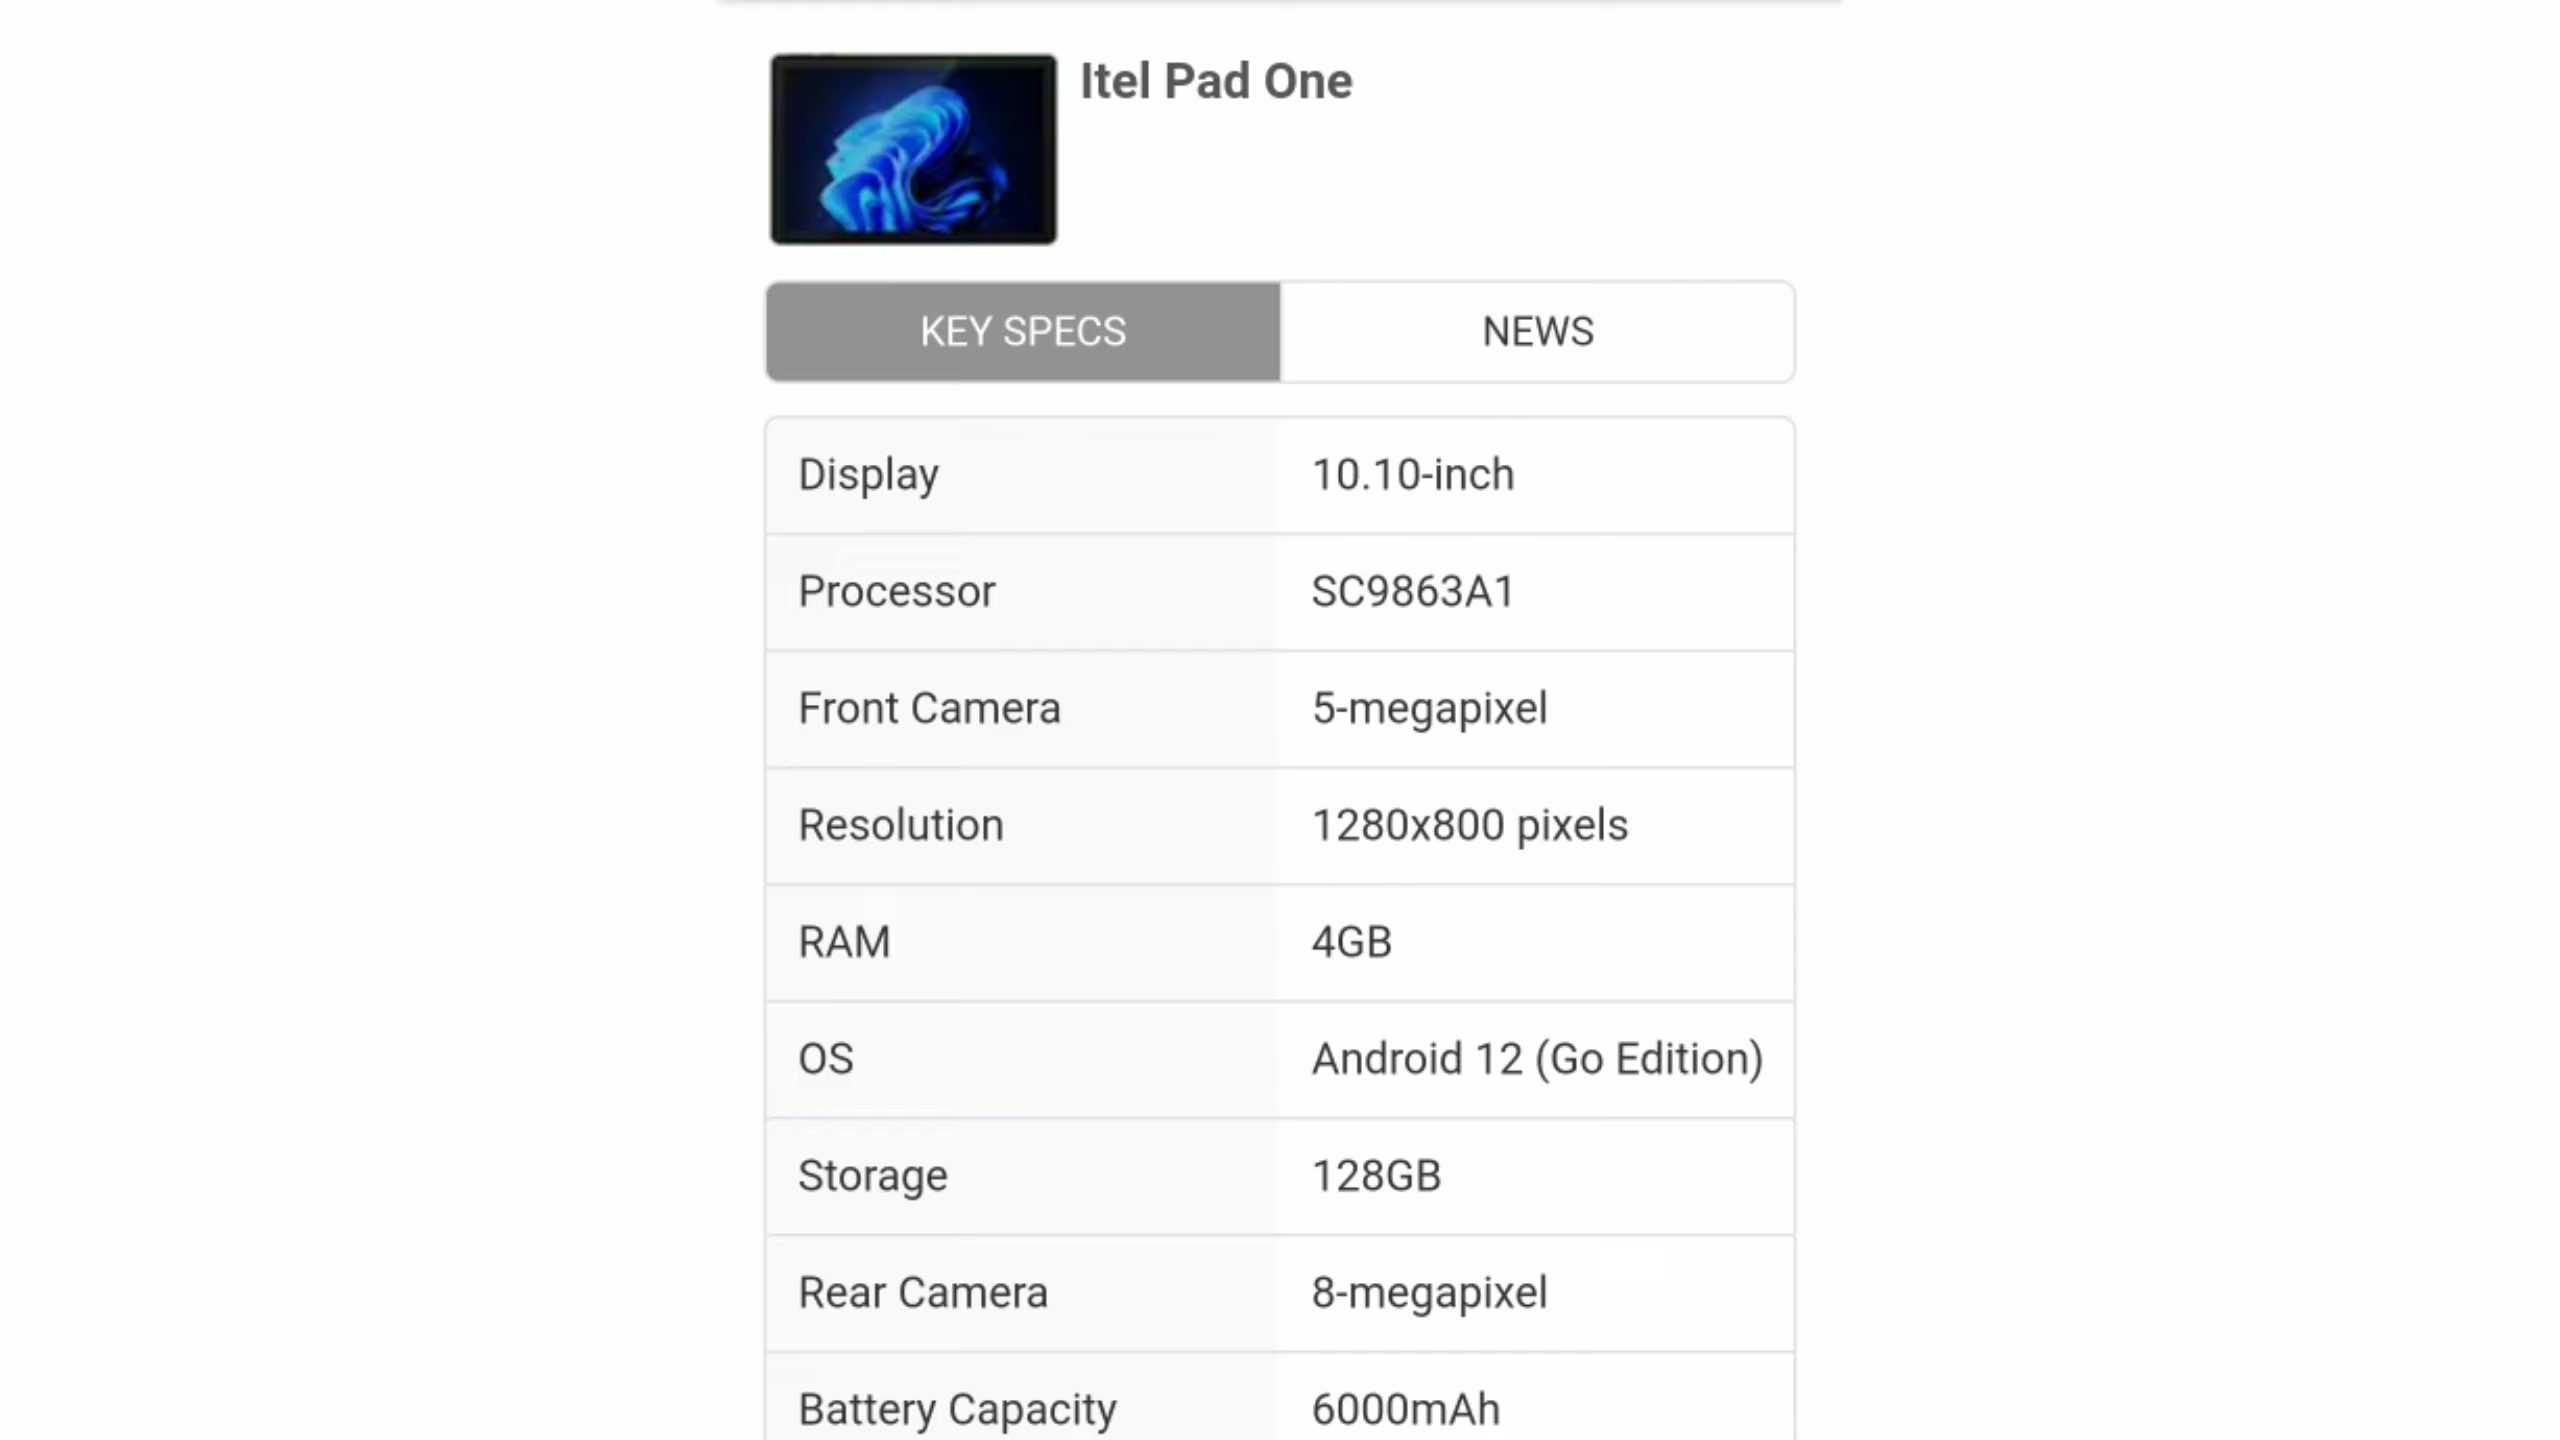 Itel Pad One
KEY SPECS NEWS
Display 10.10-inch
Processor SC9863A1
Front Camera 5-megapixel
Resolution 1280x800 pixels
RAM 4GB
OS Android 12 (Go Edition)
Storage 128GB
Rear Camera 8-megapixel
Battery Capacity 6000mAh